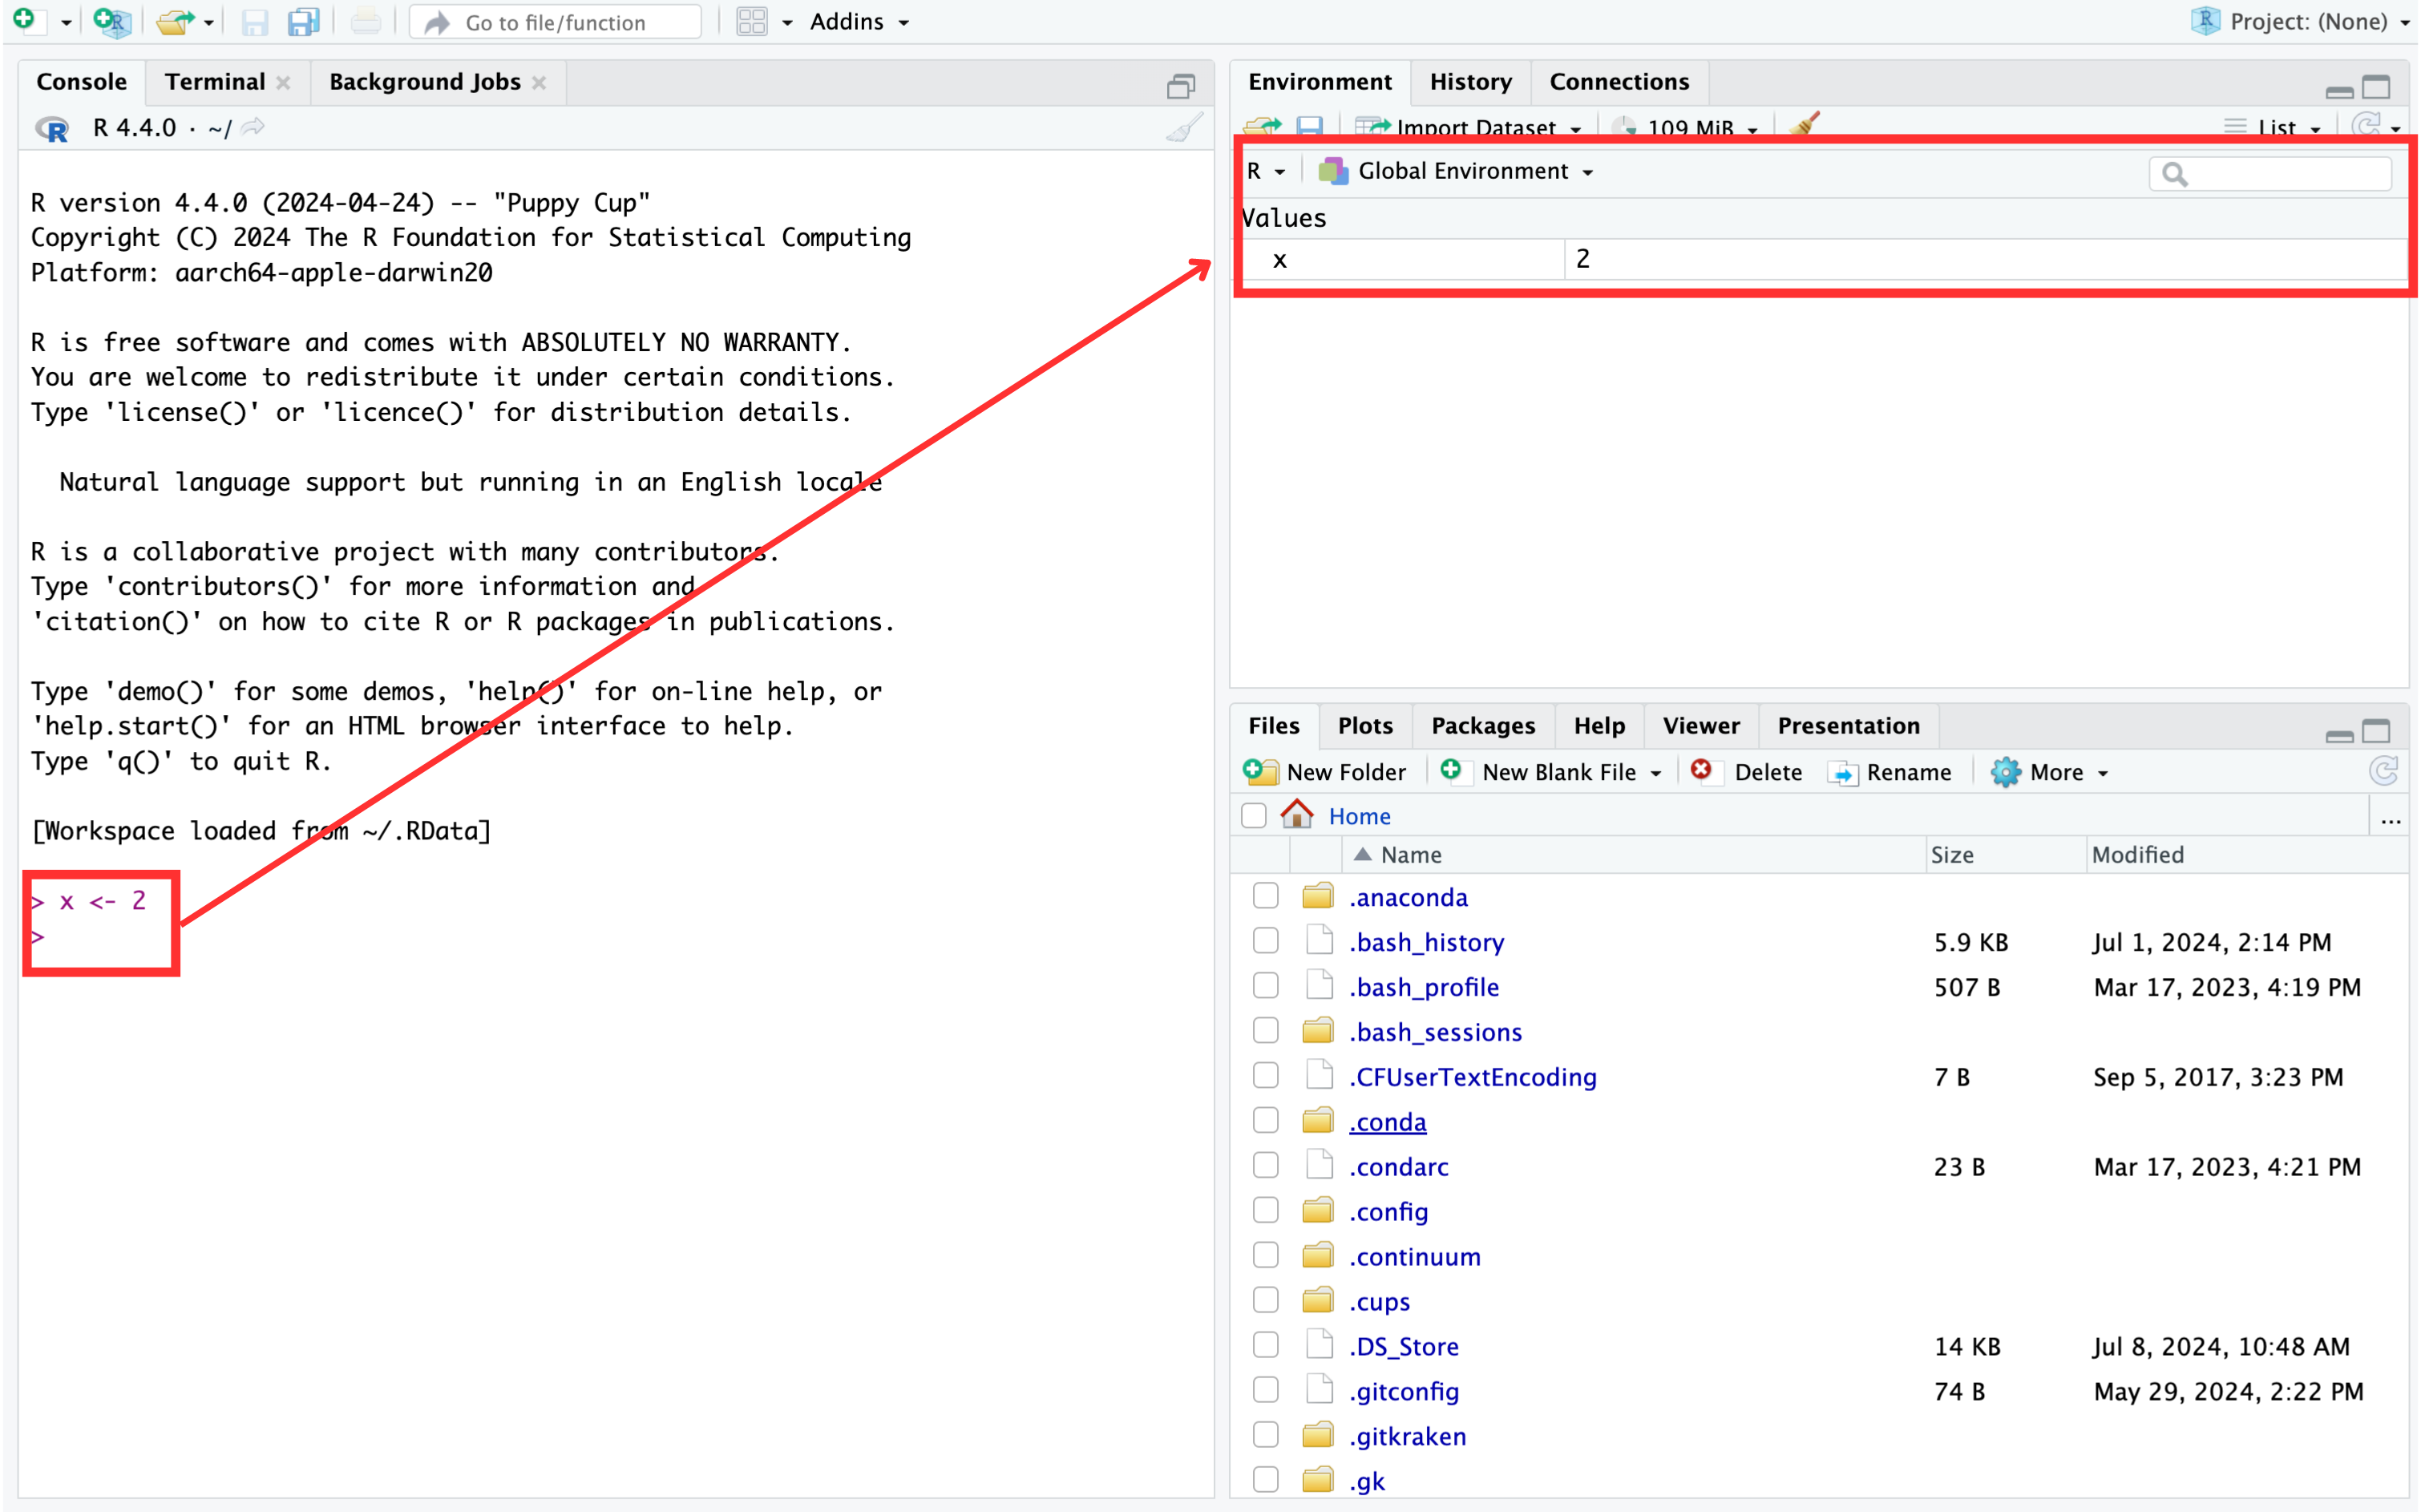 Go to file/function
Addins
Project: (None)
Console
Terminal
Background Jobs
R 4.4.0 · ~/
R version 4.4.0 (2024-04-24) -- "Puppy Cup"
Copyright (C) 2024 The R Foundation for Statistical Computing
Platform: aarch64-apple-darwin20
R is free software and comes with ABSOLUTELY NO WARRANTY.
You are welcome to redistribute it under certain conditions.
Type 'license()' or 'licence()' for distribution details.
Natural language support but running in an English locale
R is a collaborative project with many contributors.
Type 'contributors()' for more information and
'citation()' on how to cite R or R packages in publications.
Type 'demo()' for some demos, 'help()' for on-line help, or
'help.start()' for an HTML browser interface to help.
Type 'q()' to quit R.
[Workspace loaded from ~/.RData]
> x <- 2
>
Environment
History
Connections
Import Dataset
109 MiB
List
R
Global Environment
Values
x 2
Files
Plots
Packages
Help
Viewer
Presentation
New Folder
New Blank File
Delete
Rename
More
Home
...
Name Size Modified
.anaconda
.bash_history 5.9 KB Jul 1, 2024, 2:14 PM
.bash_profile 507 B Mar 17, 2023, 4:19 PM
.bash_sessions
.CFUserTextEncoding 7 B Sep 5, 2017, 3:23 PM
.conda
.condarc 23 B Mar 17, 2023, 4:21 PM
.config
.continuum
.cups
.DS_Store 14 KB Jul 8, 2024, 10:48 AM
.gitconfig 74 B May 29, 2024, 2:22 PM
.gitkraken
.gk